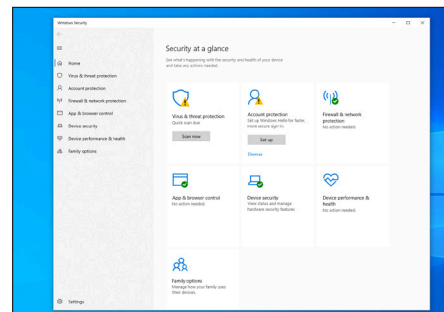 Windows Security
Home
Virus & threat protection
Account protection
Firewall & network protection
App & browser control
Device security
Device performance & health
Family options
Settings
Security at a glance
See what's happening with the security and health of your device
and take any actions needed.
Virus & threat protection
Quick scan due
Scan now
Account protection
Set up Windows Hello for faster,
more secure sign in.
Set up
Dismiss
Firewall & network
protection
No action needed.
App & browser control
No action needed.
Device security
View status and manage
hardware security features
Device performance &
health
No action needed.
Family options
Manage how your family uses
their devices.